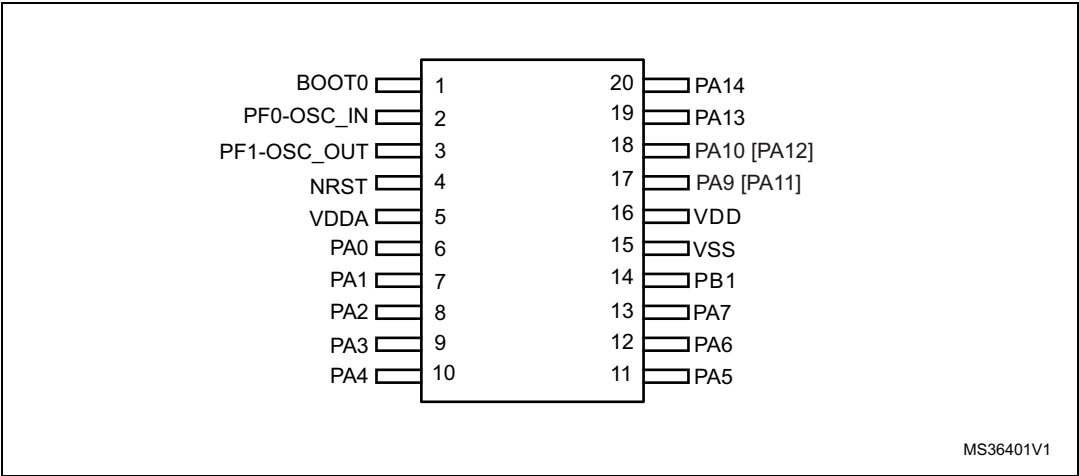 BOOT0 1 20 PA14
PF0-OSC_IN 2 19 PA13
PF1-OSC_OUT 3 18 PA10 [PA12]
NRST 4 17 PA9 [PA11]
VDDA 5 16 VDD
PA0 6 15 VSS
PA1 7 14 PB1
PA2 8 13 PA7
PA3 9 12 PA6
PA4 10 11 PA5
MS36401V1